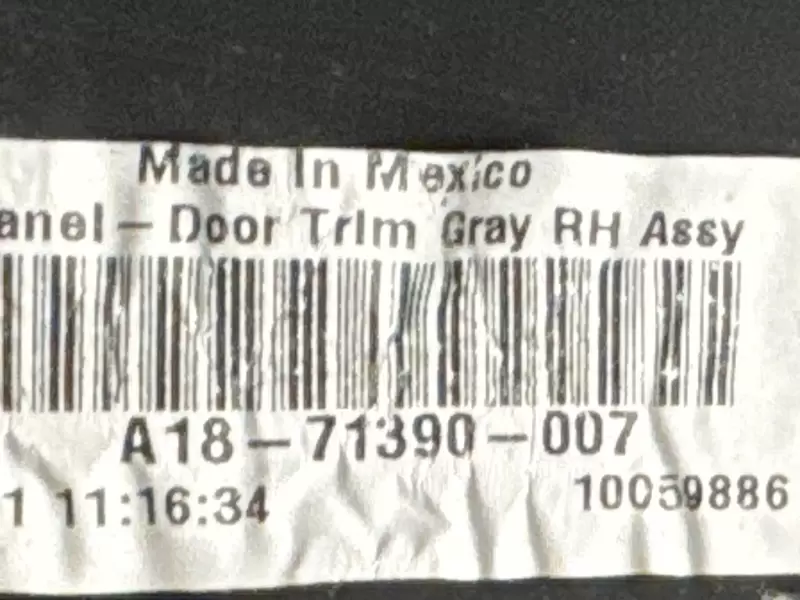 Made In Mexico
anel - Door Trim Gray RH Assy
A18-71390-007
1 11:16:34 10059886